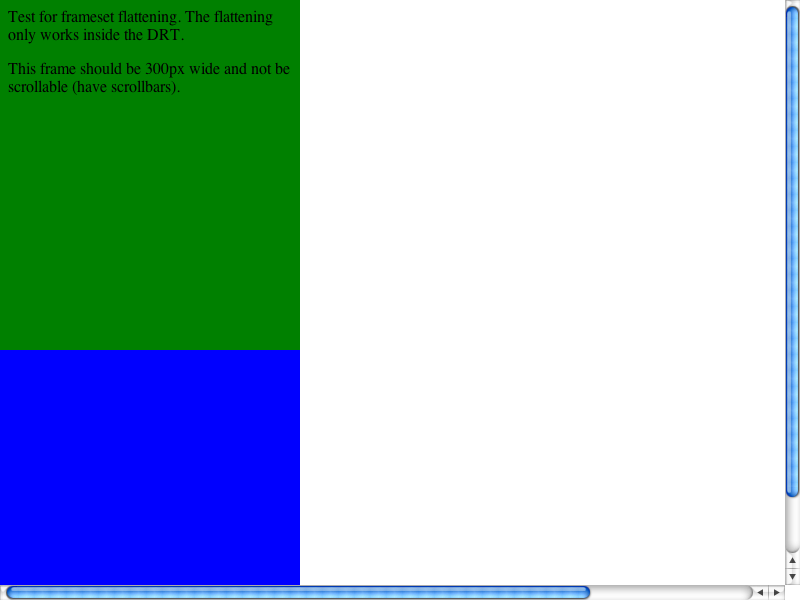 Test for frameset flattening. The flattening
only works inside the DRT.
This frame should be 300px wide and not be
scrollable (have scrollbars).